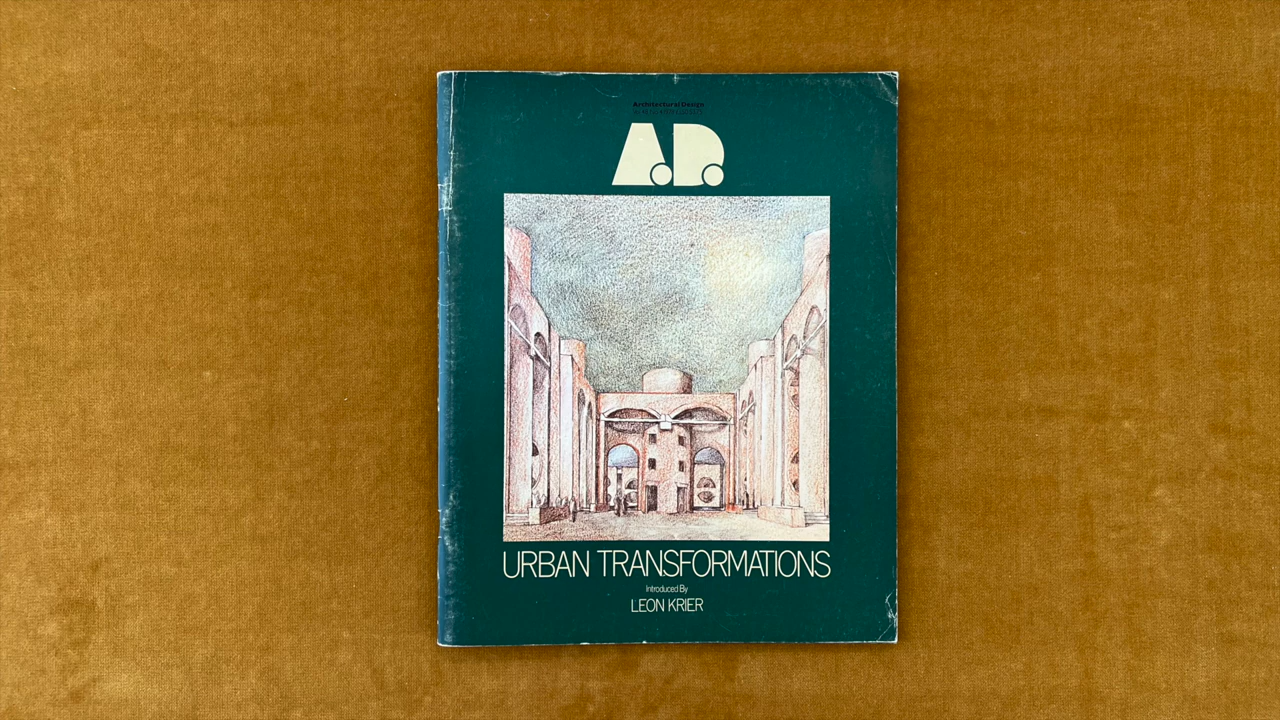 Architectural Design
A.D.
URBAN TRANSFORMATIONS
Introduced By
LEON KRIER